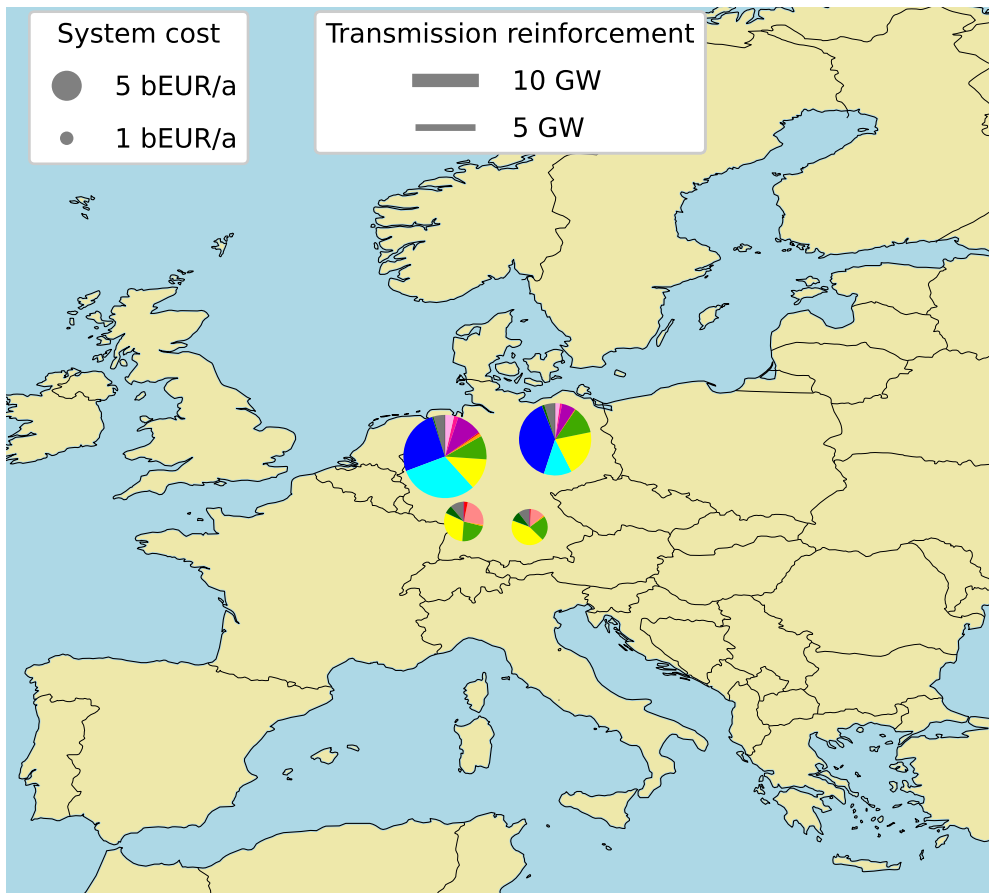 System cost
5 bEUR/a
1 bEUR/a
Transmission reinforcement
10 GW
5 GW